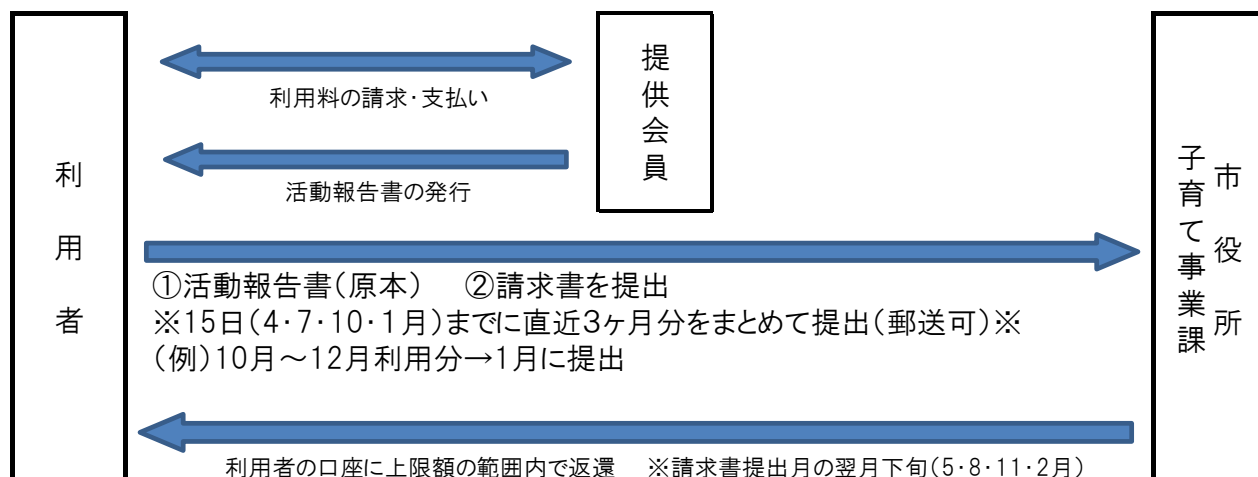 利用者
提供会員
市役所
子育て事業課
利用料の請求・支払い
活動報告書の発行
①活動報告書(原本)　②請求書を提出
※15日(4・7・10・1月)までに直近3ヶ月分をまとめて提出(郵送可)※
(例)10月～12月利用分→1月に提出
利用者の口座に上限額の範囲内で返還　※請求書提出月の翌月下旬(5・8・11・2月)